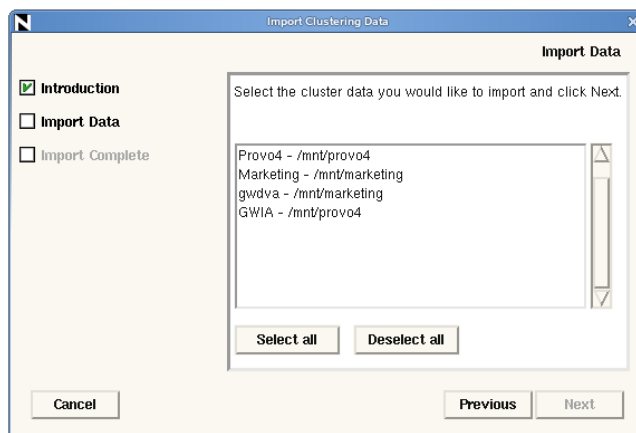 Import Clustering Data
Import Data
Introduction
Import Data
Import Complete
Select the cluster data you would like to import and click Next.
Provo4 - /mnt/provo4
Marketing - /mnt/marketing
gwdva - /mnt/marketing
GWIA - /mnt/provo4
Select all
Deselect all
Cancel
Previous
Next